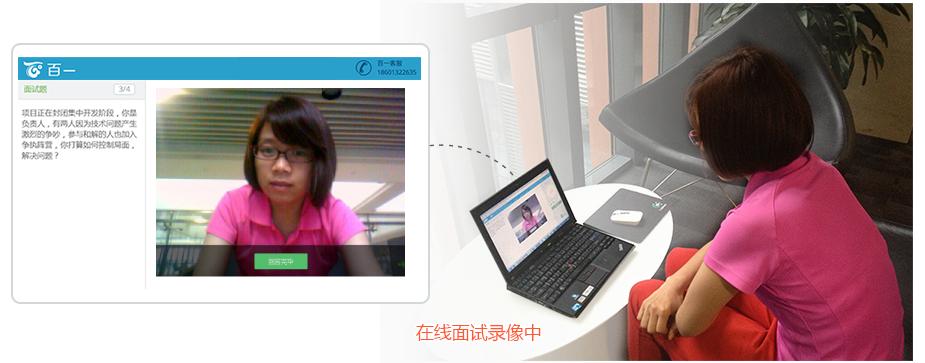 百一
百一客服
18601322635
面试题
3/4
项目正在封闭集中开发阶段，你是
负责人，有两人因为技术问题产生
激烈的争吵，参与和解的人也加入
争执阵营，你打算如何控制局面，
解决问题？
回答完毕
在线面试录像中